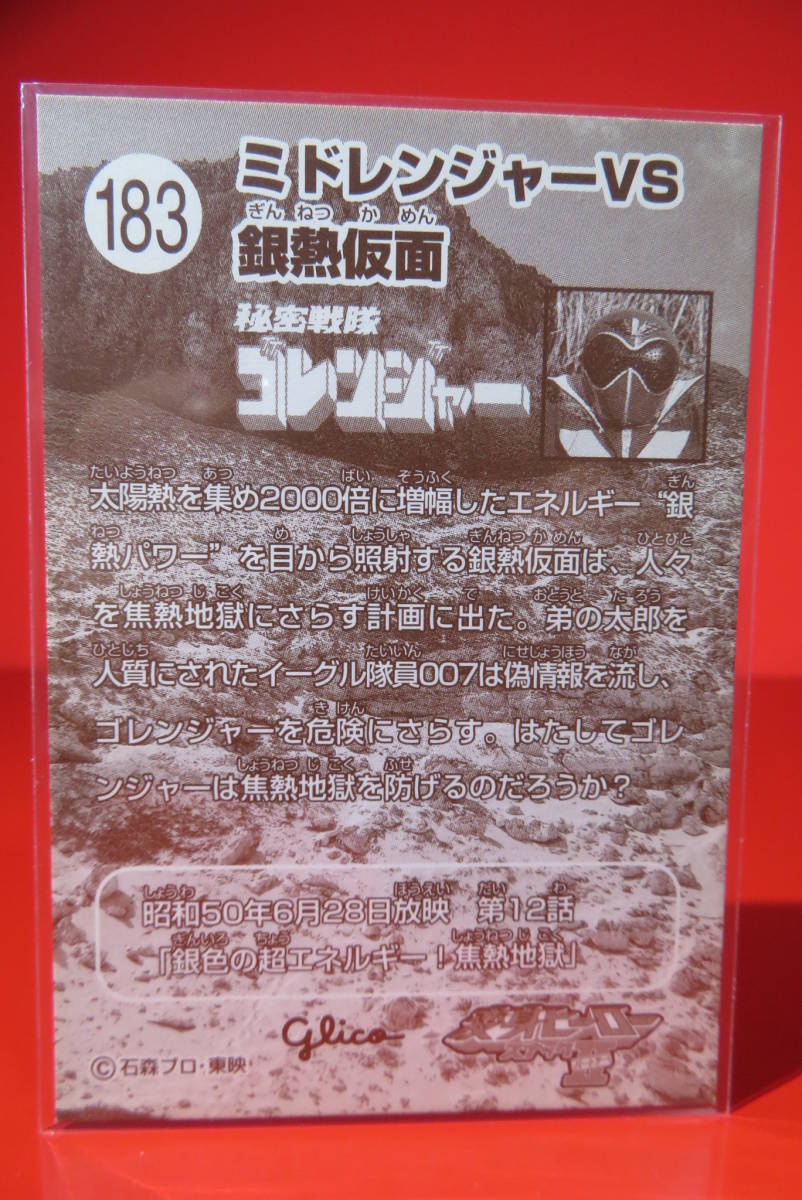 183
ミドレンジャーVS
ぎん ねつ か めん
銀熱仮面
秘密戦隊
ゴレンジャー
たいようねつ あつ ばい ぞうふく ぎん
太陽熱を集め2000倍に増幅したエネルギー“銀
ねつ め しょうしゃ ぎんねつ か めん ひとびと
熱パワー”を目から照射する銀熱仮面は、人々
しょうねつ じ ごく けいかく で おとうと た ろう
を焦熱地獄にさらす計画に出た。弟の太郎を
ひとじち たいいん にせじょうほう なが
人質にされたイーグル隊員007は偽情報を流し、
き けん
ゴレンジャーを危険にさらす。はたしてゴレ
しょうねつ じ ごく ふせ
ンジャーは焦熱地獄を防げるのだろうか?
しょうわ ほうえい だい わ
昭和50年6月28日放映 第12話
ぎんいろ ちょう しょうねつ じ ごく
「銀色の超エネルギー!焦熱地獄」
glico
©石森プロ・東映